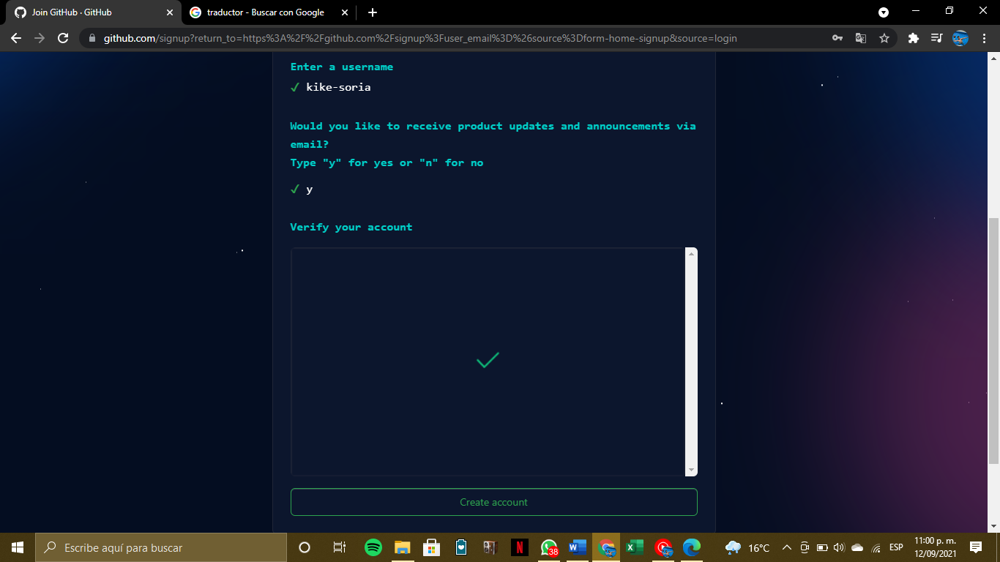 Join GitHub · GitHub
traductor - Buscar con Google
github.com/signup?return_to=https%3A%2F%2Fgithub.com%2Fsignup%3Fuser_email%3D%26source%3Dform-home-signup&source=login
Enter a username
✓ kike-soria
Would you like to receive product updates and announcements via
email?
Type "y" for yes or "n" for no
✓ y
Verify your account
Create account
Escribe aquí para buscar
38
16°C
ESP
11:00 p. m.
12/09/2021